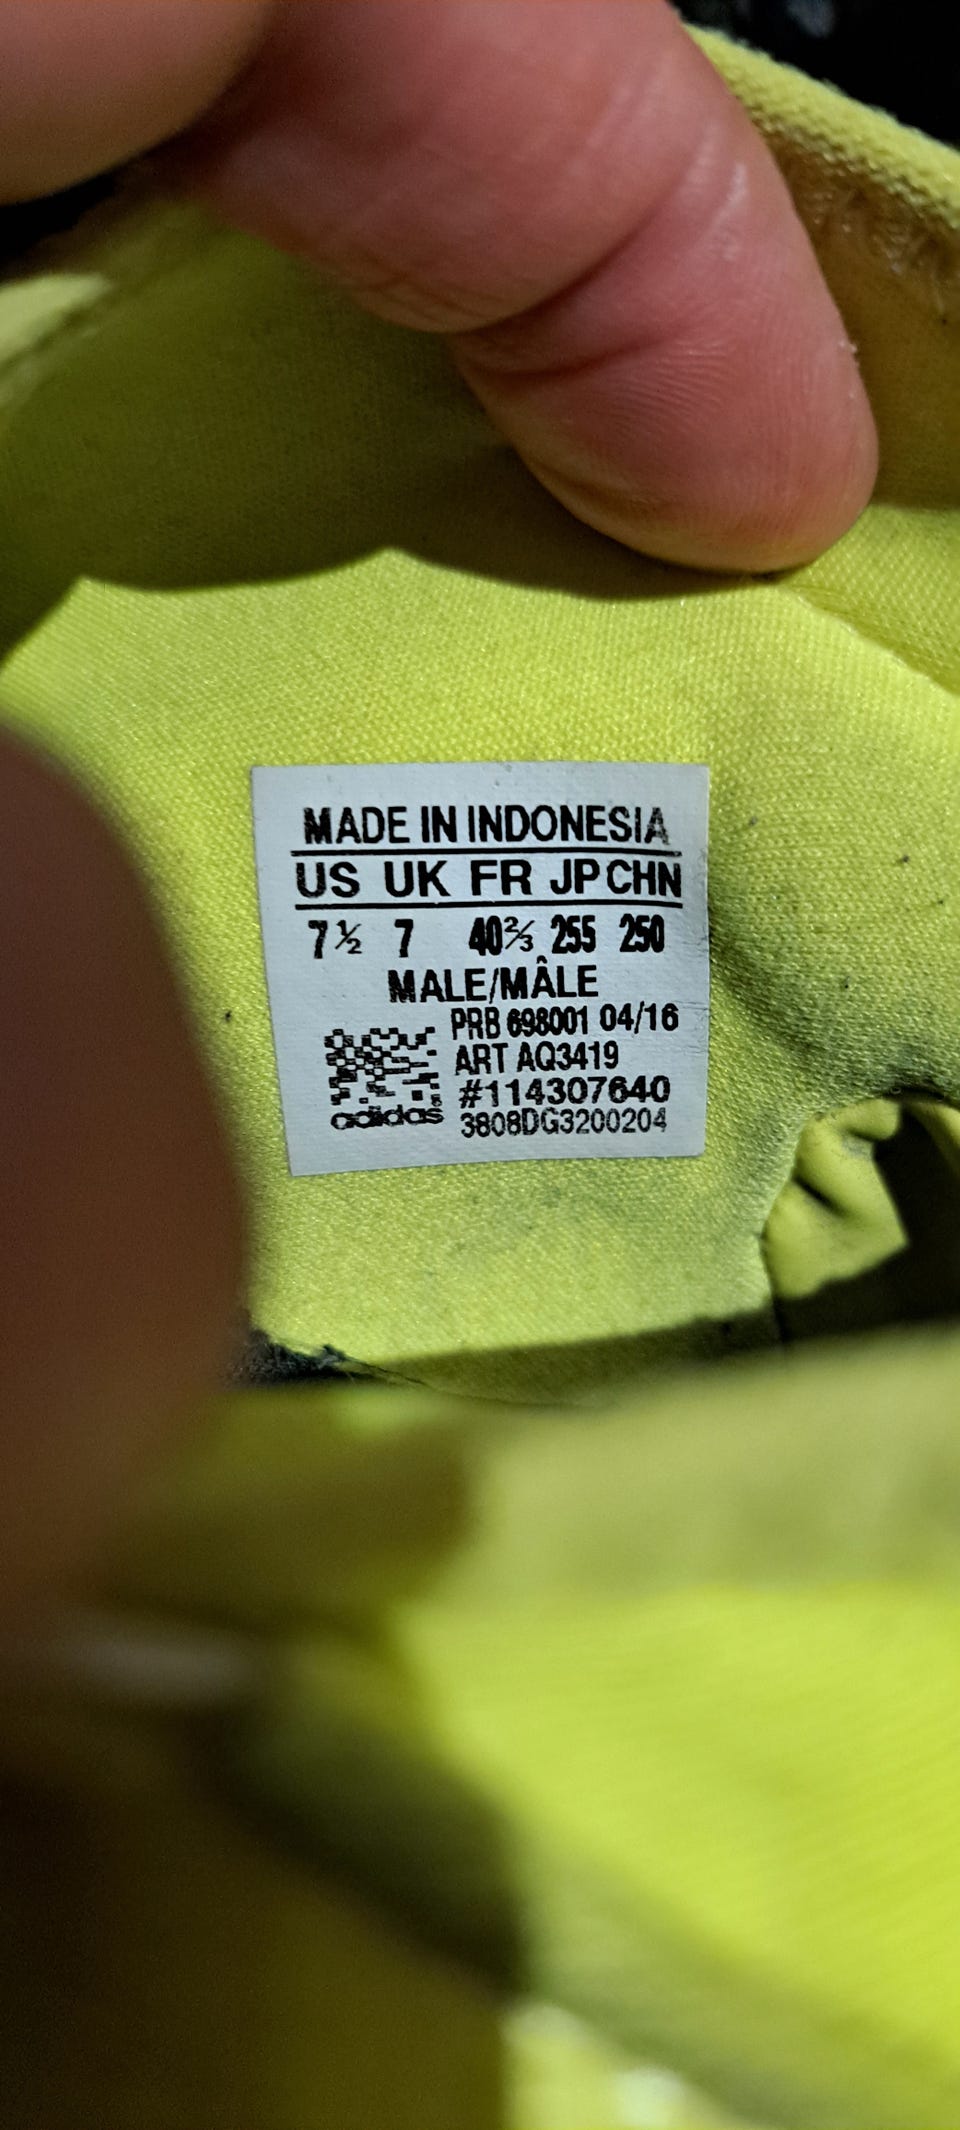 MADE IN INDONESIA
US UK FR JP CHN
7½ 7 40⅔ 255 250
MALE/MÂLE
PRB 698001 04/16
ART AQ3419
#114307640
adidas 3808DG3200204